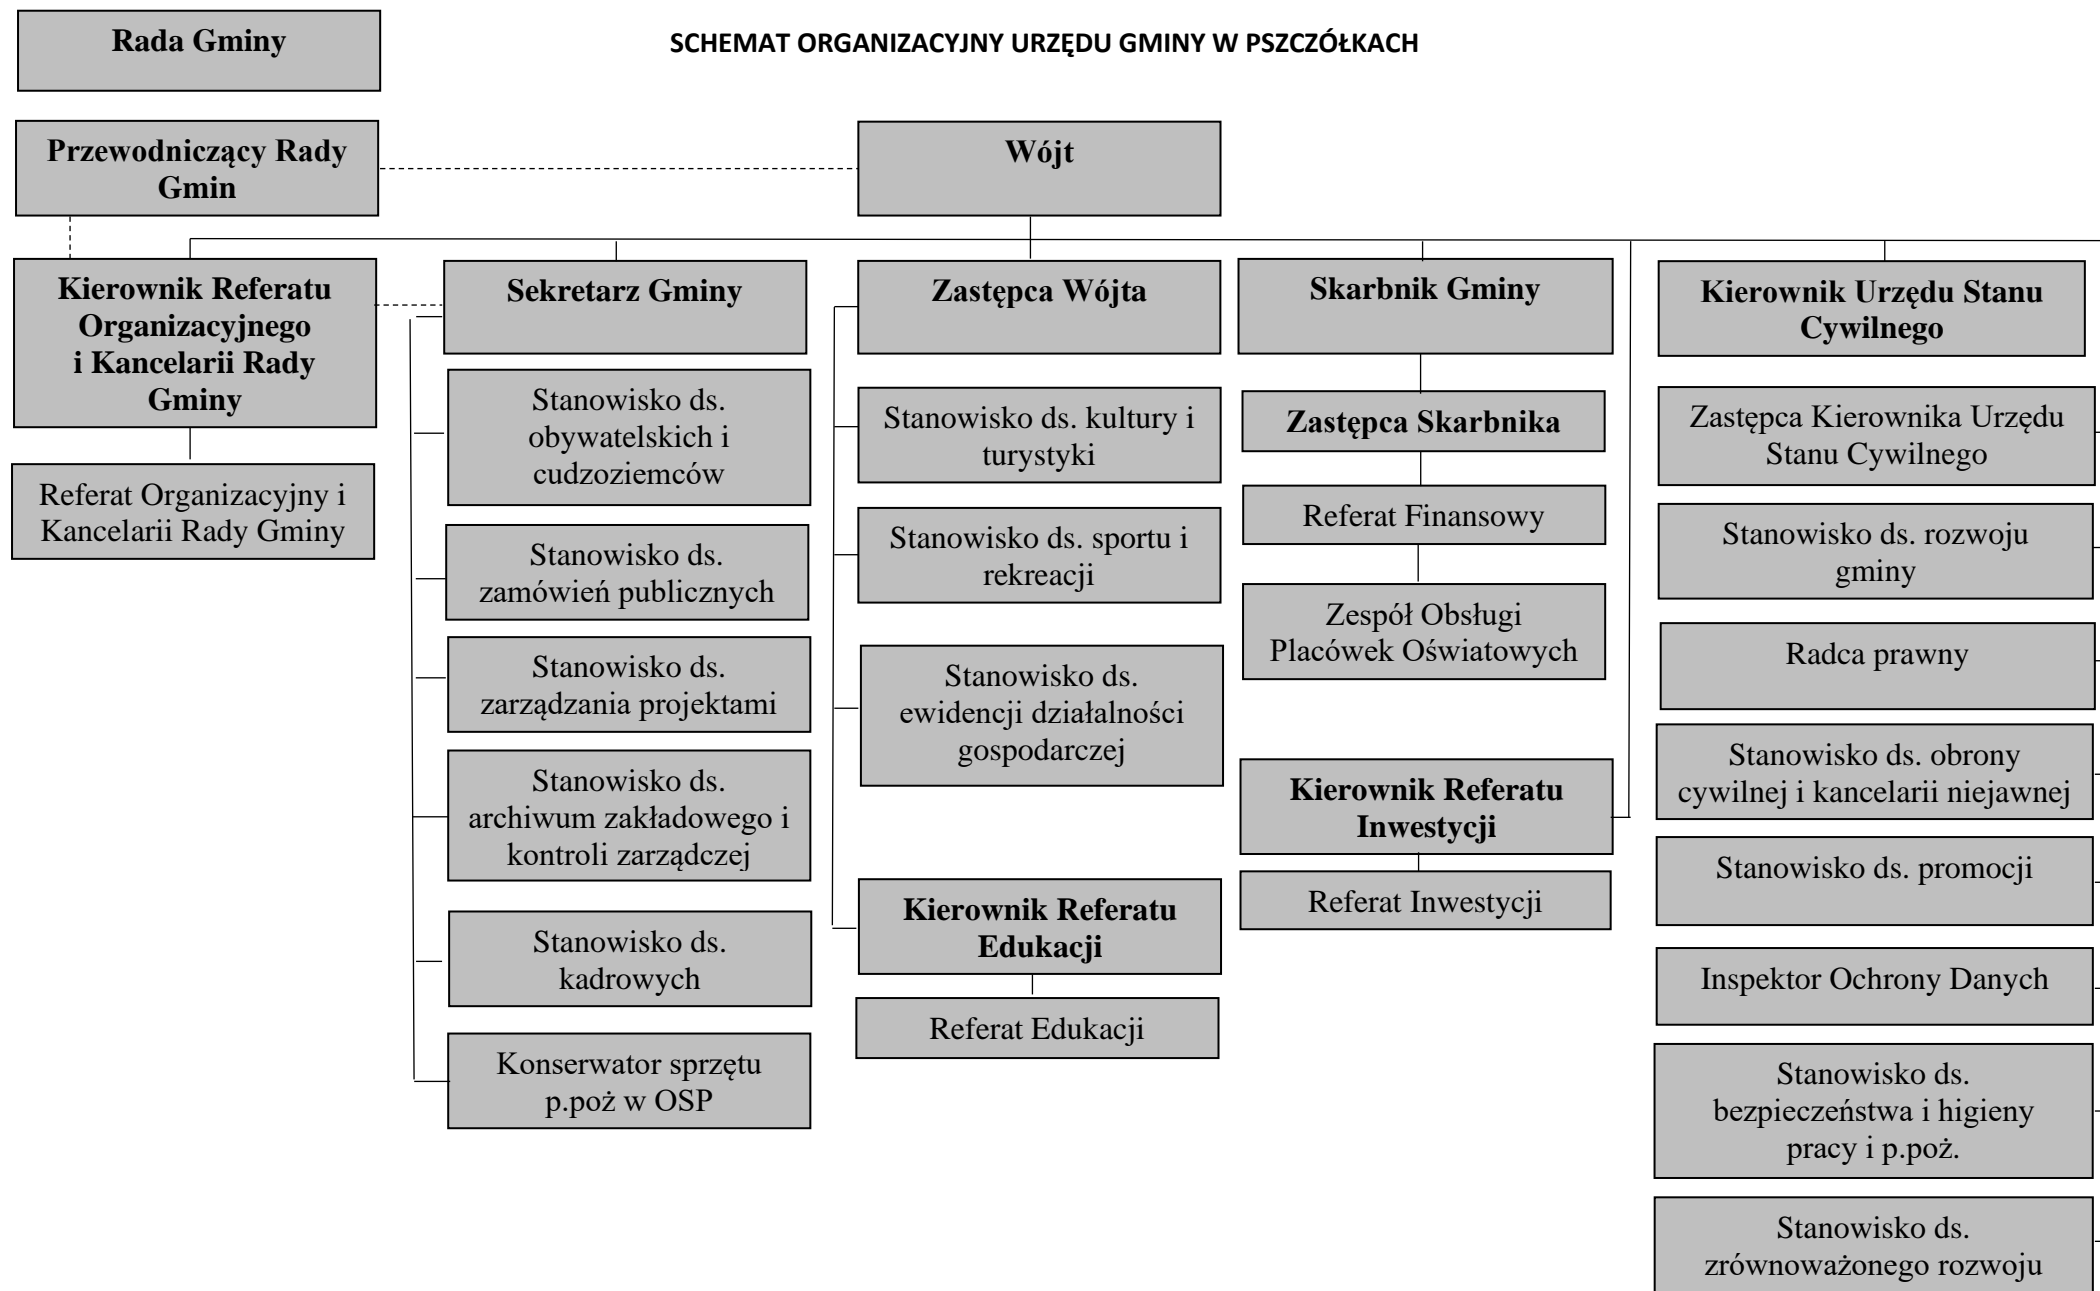 Rada Gminy
SCHEMAT ORGANIZACYJNY URZĘDU GMINY W PSZCZÓŁKACH
Przewodniczący Rady
Gmin
Wójt
Kierownik Referatu
Organizacyjnego
i Kancelarii Rady
Gminy
Referat Organizacyjny i
Kancelarii Rady Gminy
Sekretarz Gminy
Stanowisko ds.
obywatelskich i
cudzoziemców
Stanowisko ds.
zamówień publicznych
Stanowisko ds.
zarządzania projektami
Stanowisko ds.
archiwum zakładowego i
kontroli zarządczej
Stanowisko ds.
kadrowych
Konserwator sprzętu
p.poż w OSP
Zastępca Wójta
Stanowisko ds. kultury i
turystyki
Stanowisko ds. sportu i
rekreacji
Stanowisko ds.
ewidencji działalności
gospodarczej
Kierownik Referatu
Edukacji
Referat Edukacji
Skarbnik Gminy
Zastępca Skarbnika
Referat Finansowy
Zespół Obsługi
Placówek Oświatowych
Kierownik Referatu
Inwestycji
Referat Inwestycji
Kierownik Urzędu Stanu
Cywilnego
Zastępca Kierownika Urzędu
Stanu Cywilnego
Stanowisko ds. rozwoju
gminy
Radca prawny
Stanowisko ds. obrony
cywilnej i kancelarii niejawnej
Stanowisko ds. promocji
Inspektor Ochrony Danych
Stanowisko ds.
bezpieczeństwa i higieny
pracy i p.poż.
Stanowisko ds.
zrównoważonego rozwoju